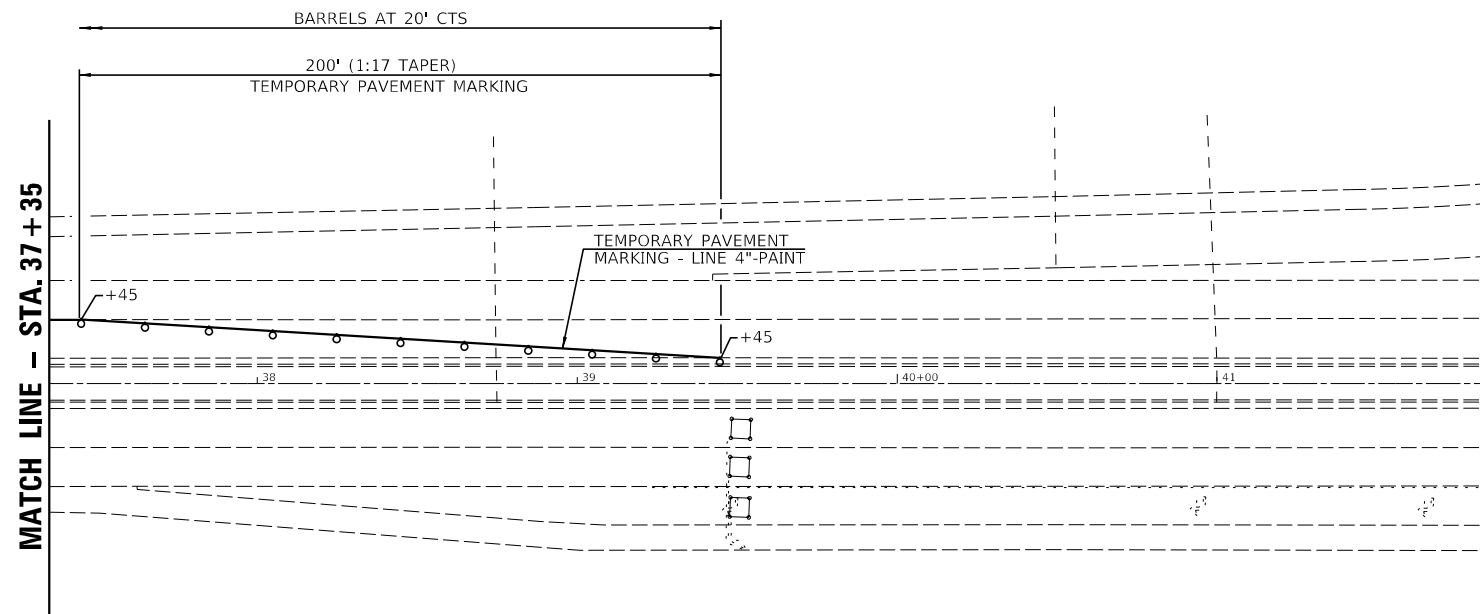 BARRELS AT 20' CTS
200' (1:17 TAPER)
TEMPORARY PAVEMENT MARKING
MATCH LINE – STA. 37+35
TEMPORARY PAVEMENT
MARKING - LINE 4"-PAINT
+45
+45
38
39
40+00
41